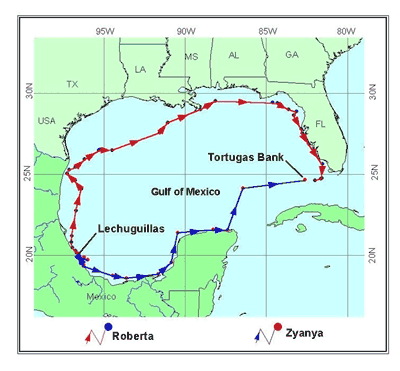 95W 90W 85W 80W
MS AL GA
LA
TX
30N 30N
USA
FL
Tortugas Bank
25N 25N
Gulf of Mexico
Lechuguillas
20N 20N
Mexico
Roberta Zyanya